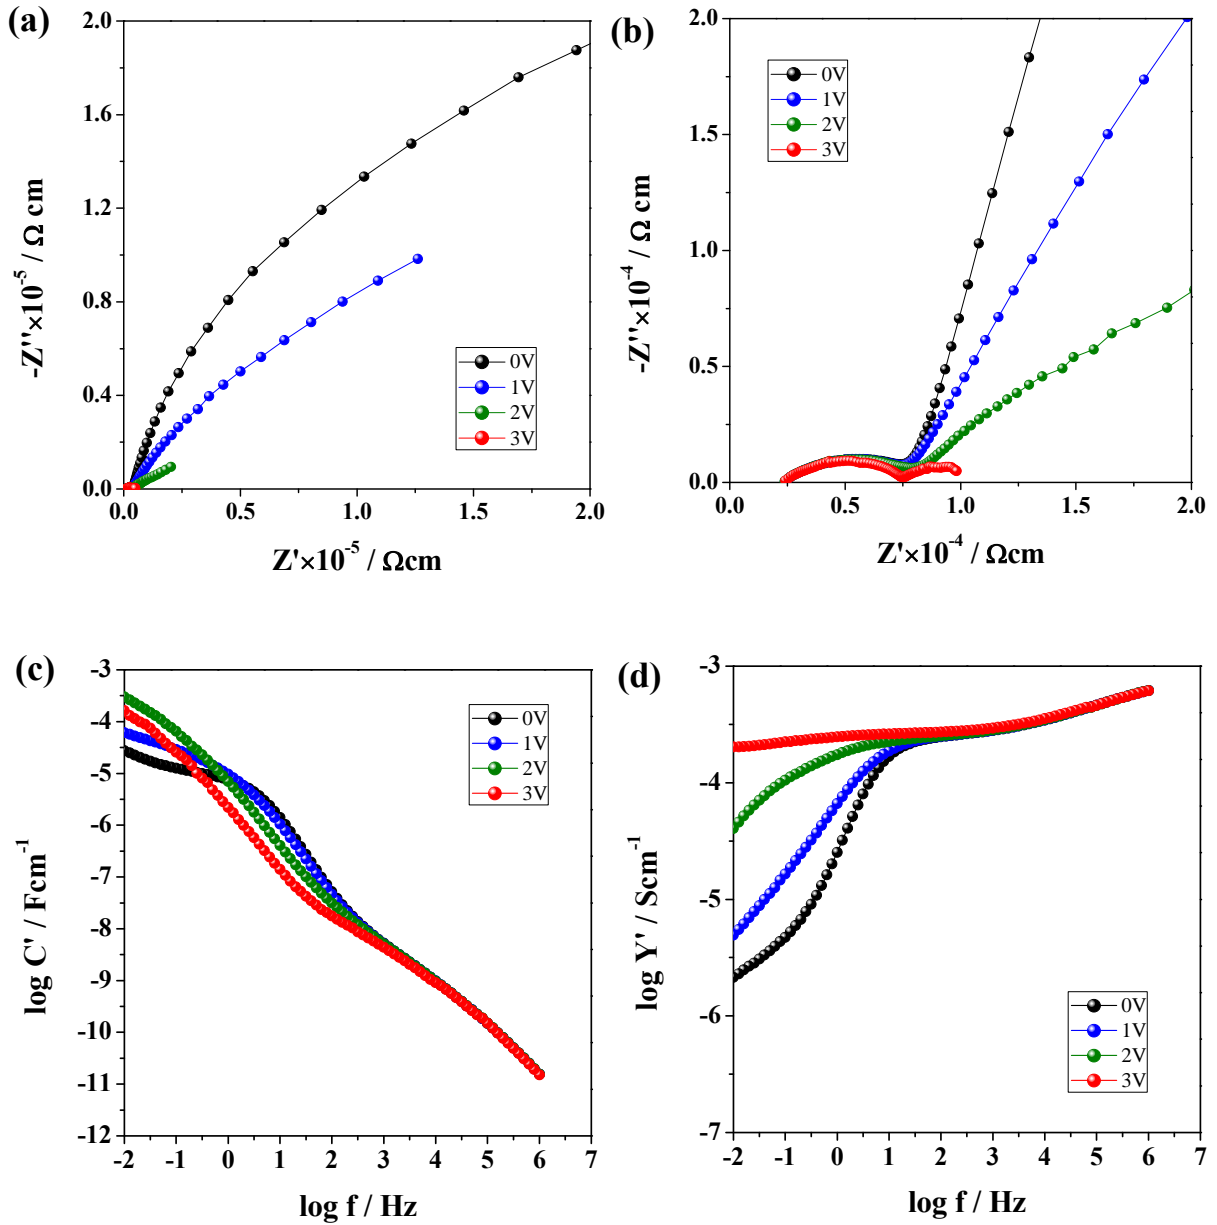 (a)
2.0
1.6
1.2
0.8
0.4
0.0
0.0 0.5 1.0 1.5 2.0
-Z''×10⁻⁵ / Ω cm
Z'×10⁻⁵ / Ωcm
0V
1V
2V
3V
(b)
2.0
1.5
1.0
0.5
0.0
0.0 0.5 1.0 1.5 2.0
-Z''×10⁻⁴ / Ω cm
Z'×10⁻⁴ / Ωcm
0V
1V
2V
3V
(c)
-3
-4
-5
-6
-7
-8
-9
-10
-11
-12
-2 -1 0 1 2 3 4 5 6 7
log C' / Fcm⁻¹
log f / Hz
0V
1V
2V
3V
(d)
-3
-4
-5
-6
-7
-2 -1 0 1 2 3 4 5 6 7
log Y' / Scm⁻¹
log f / Hz
0V
1V
2V
3V